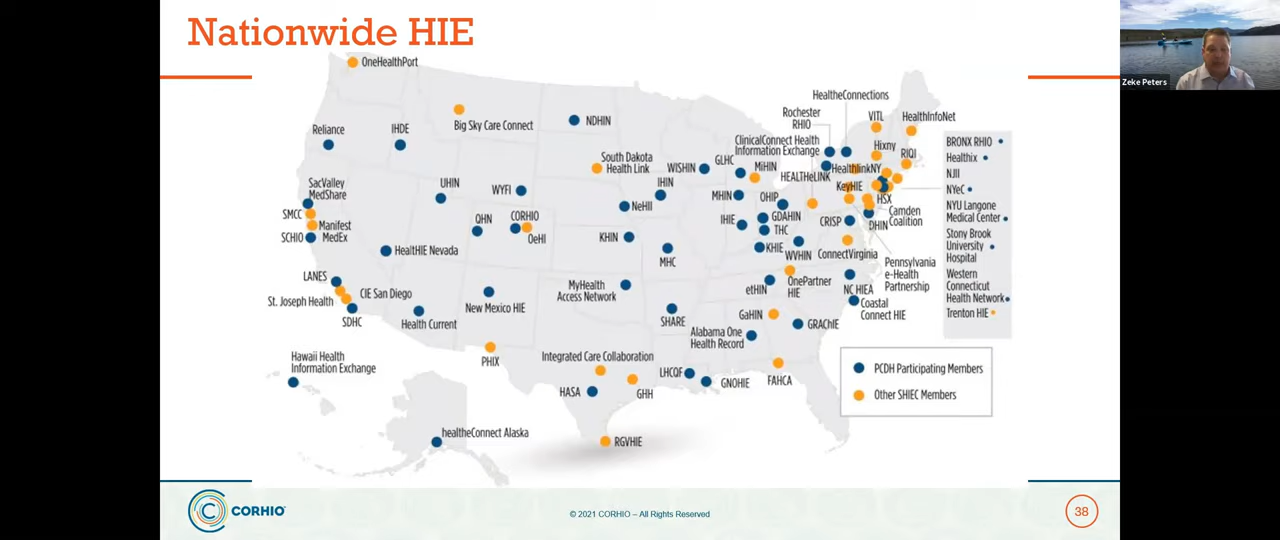 Nationwide HIE
Zeke Peters
OneHealthPort
HealtheConnections
Rochester
RHIO
VITL
HealthInfoNet
Big Sky Care Connect
NDHIN
Reliance
IHDE
ClinicalConnect Health
Information Exchange
Hixny
RIQI
BRONX RHIO
Healthix
NJII
NYeC
NYU Langone
Medical Center
Stony Brook
University
Hospital
Western
Connecticut
Health Network
Trenton HIE
South Dakota
Health Link
WISHIN
GLHC
MiHIN
HEALTHeLINK
HealthlinkNY
KeyHIE
HSX
SacValley
MedShare
UHIN
WYFI
IHIN
NeHII
MHIN
OHIP
SMCC
Manifest
MedEx
SCHIO
QHN
CORHIO
OeHI
IHIE
GDAHIN
THC
CRISP
DHIN
Camden
Coalition
HealtHIE Nevada
KHIN
MHC
KHIE
WVHIN
ConnectVirginia
Pennsylvania
e-Health
Partnership
LANES
CIE San Diego
St. Joseph Health
SDHC
Health Current
New Mexico HIE
MyHealth
Access Network
etHIN
OnePartner
HIE
NC HIEA
Coastal
Connect HIE
SHARE
GaHIN
GRAChIE
Alabama One
Health Record
PHIX
Integrated Care Collaboration
Hawaii Health
Information Exchange
HASA
GHH
LHCQF
GNOHIE
FAHCA
PCDH Participating Members
Other SHIEC Members
healtheConnect Alaska
RGVHIE
CORHIO
© 2021 CORHIO – All Rights Reserved
38